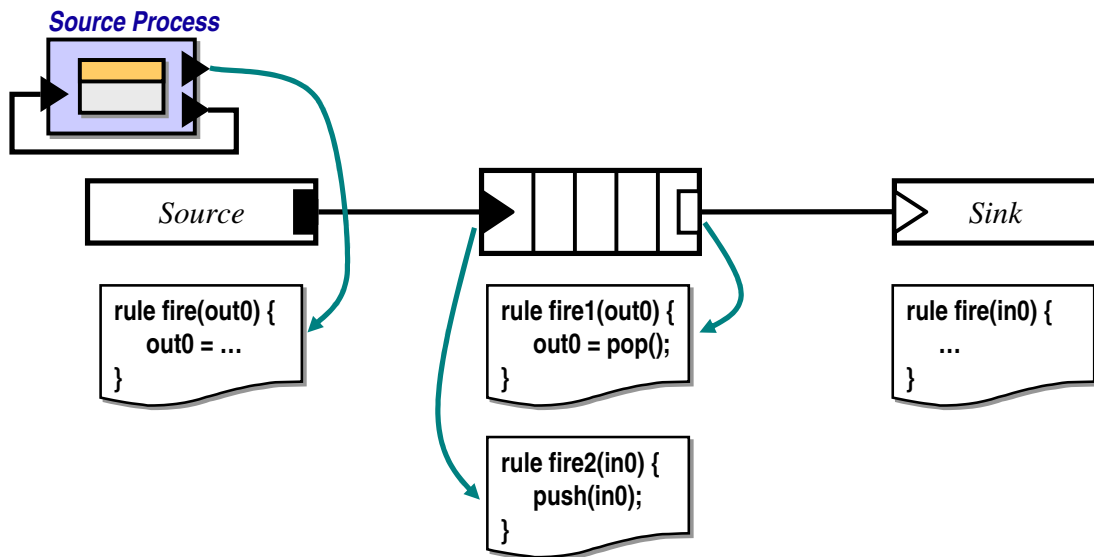 Source Process
Source
Sink
rule fire(out0) {
out0 = …
}
rule fire1(out0) {
out0 = pop();
}
rule fire(in0) {
…
}
rule fire2(in0) {
push(in0);
}